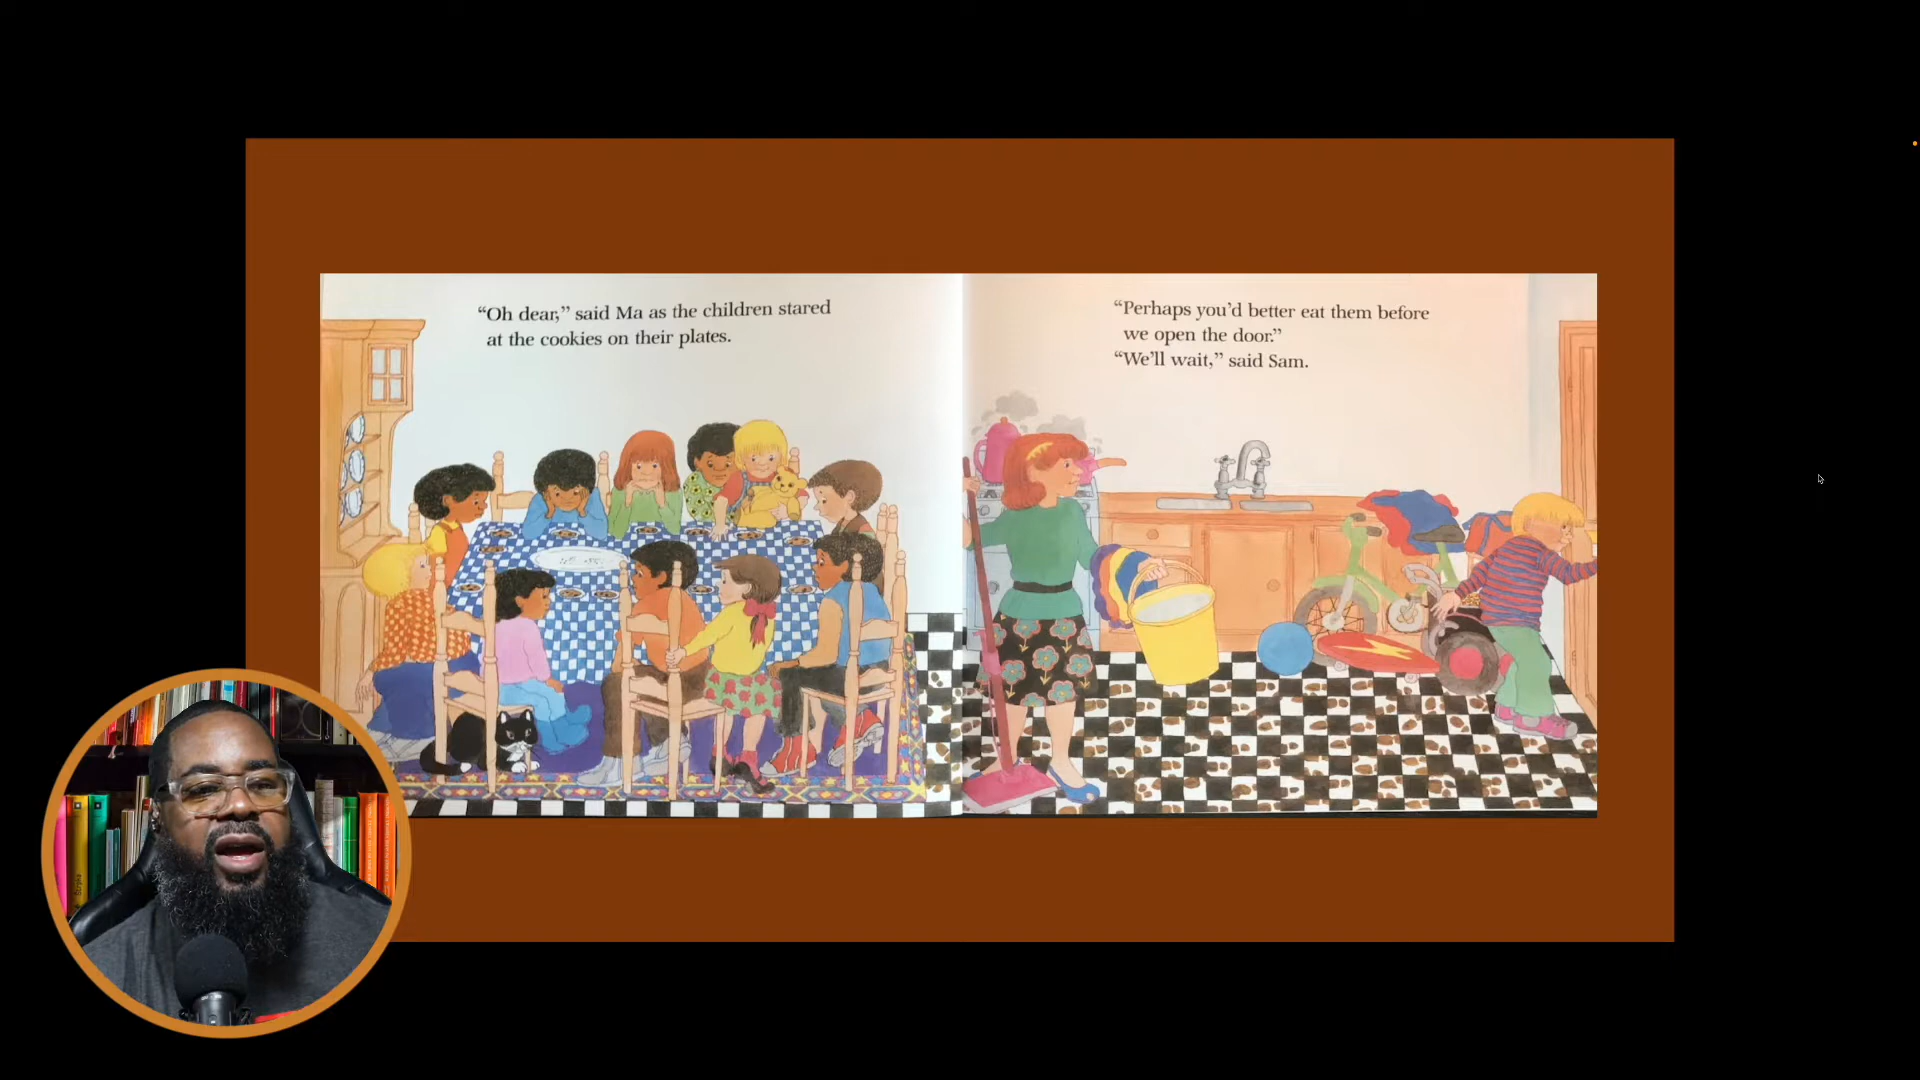 “Oh dear,” said Ma as the children stared
at the cookies on their plates.
“Perhaps you’d better eat them before
we open the door.”
“We’ll wait,” said Sam.